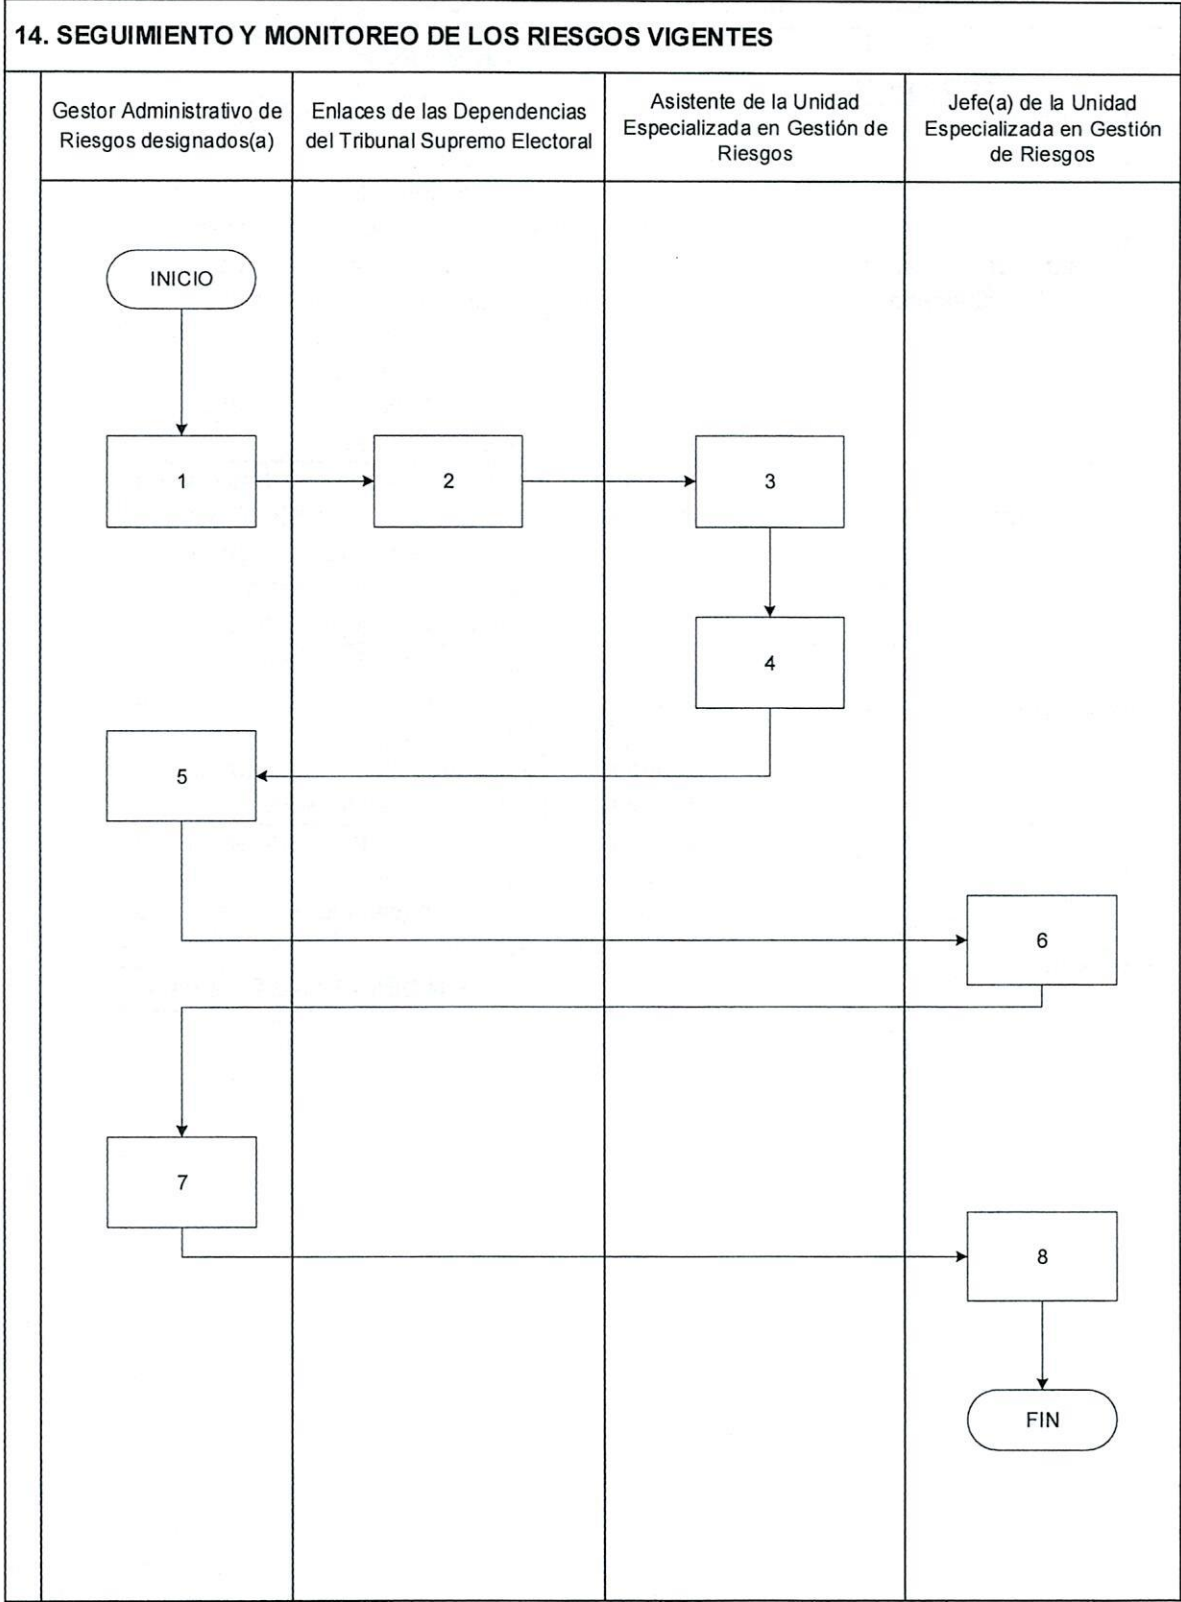 14. SEGUIMIENTO Y MONITOREO DE LOS RIESGOS VIGENTES
Gestor Administrativo de
Riesgos designados(a)
Enlaces de las Dependencias
del Tribunal Supremo Electoral
Asistente de la Unidad
Especializada en Gestión de
Riesgos
Jefe(a) de la Unidad
Especializada en Gestión
de Riesgos
INICIO
1
2
3
4
5
6
7
8
FIN